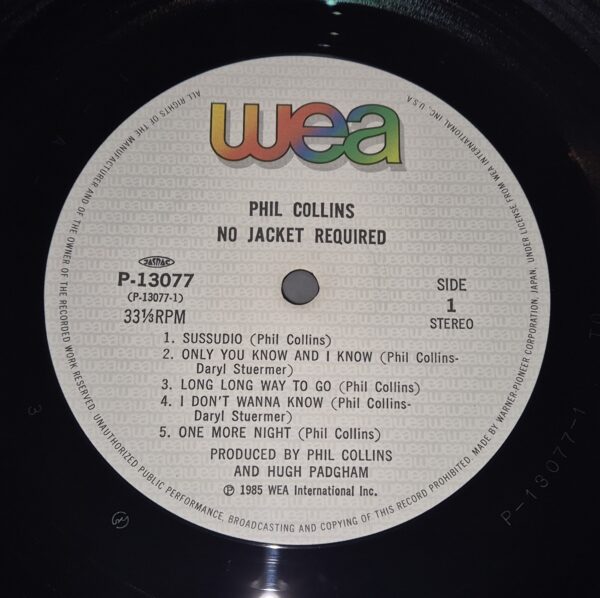 wea
PHIL COLLINS
NO JACKET REQUIRED
JASRAC
P-13077
(P-13077-1)
33⅓RPM
SIDE
1
STEREO
1. SUSSUDIO (Phil Collins)
2. ONLY YOU KNOW AND I KNOW (Phil Collins-
Daryl Stuermer)
3. LONG LONG WAY TO GO (Phil Collins)
4. I DON'T WANNA KNOW (Phil Collins-
Daryl Stuermer)
5. ONE MORE NIGHT (Phil Collins)
PRODUCED BY PHIL COLLINS
AND HUGH PADGHAM
℗ 1985 WEA International Inc.
ALL RIGHTS OF THE MANUFACTURER AND OF THE OWNER OF THE RECORDED WORK RESERVED. UNAUTHORIZED PUBLIC PERFORMANCE, BROADCASTING AND COPYING OF THIS RECORD PROHIBITED. MADE BY WARNER-PIONEER CORPORATION, JAPAN. UNDER LICENSE FROM WEA INTERNATIONAL INC., U.S.A
P-13077-1